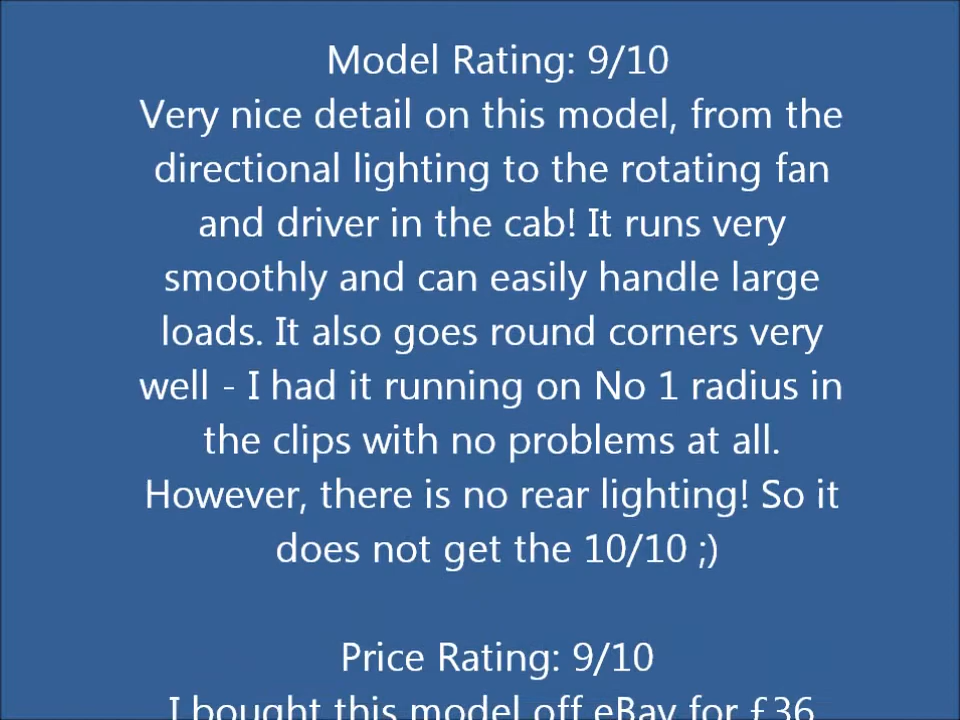 Model Rating: 9/10
Very nice detail on this model, from the
directional lighting to the rotating fan
and driver in the cab! It runs very
smoothly and can easily handle large
loads. It also goes round corners very
well - I had it running on No 1 radius in
the clips with no problems at all.
However, there is no rear lighting! So it
does not get the 10/10 ;)
Price Rating: 9/10
I bought this model off eBay for £36